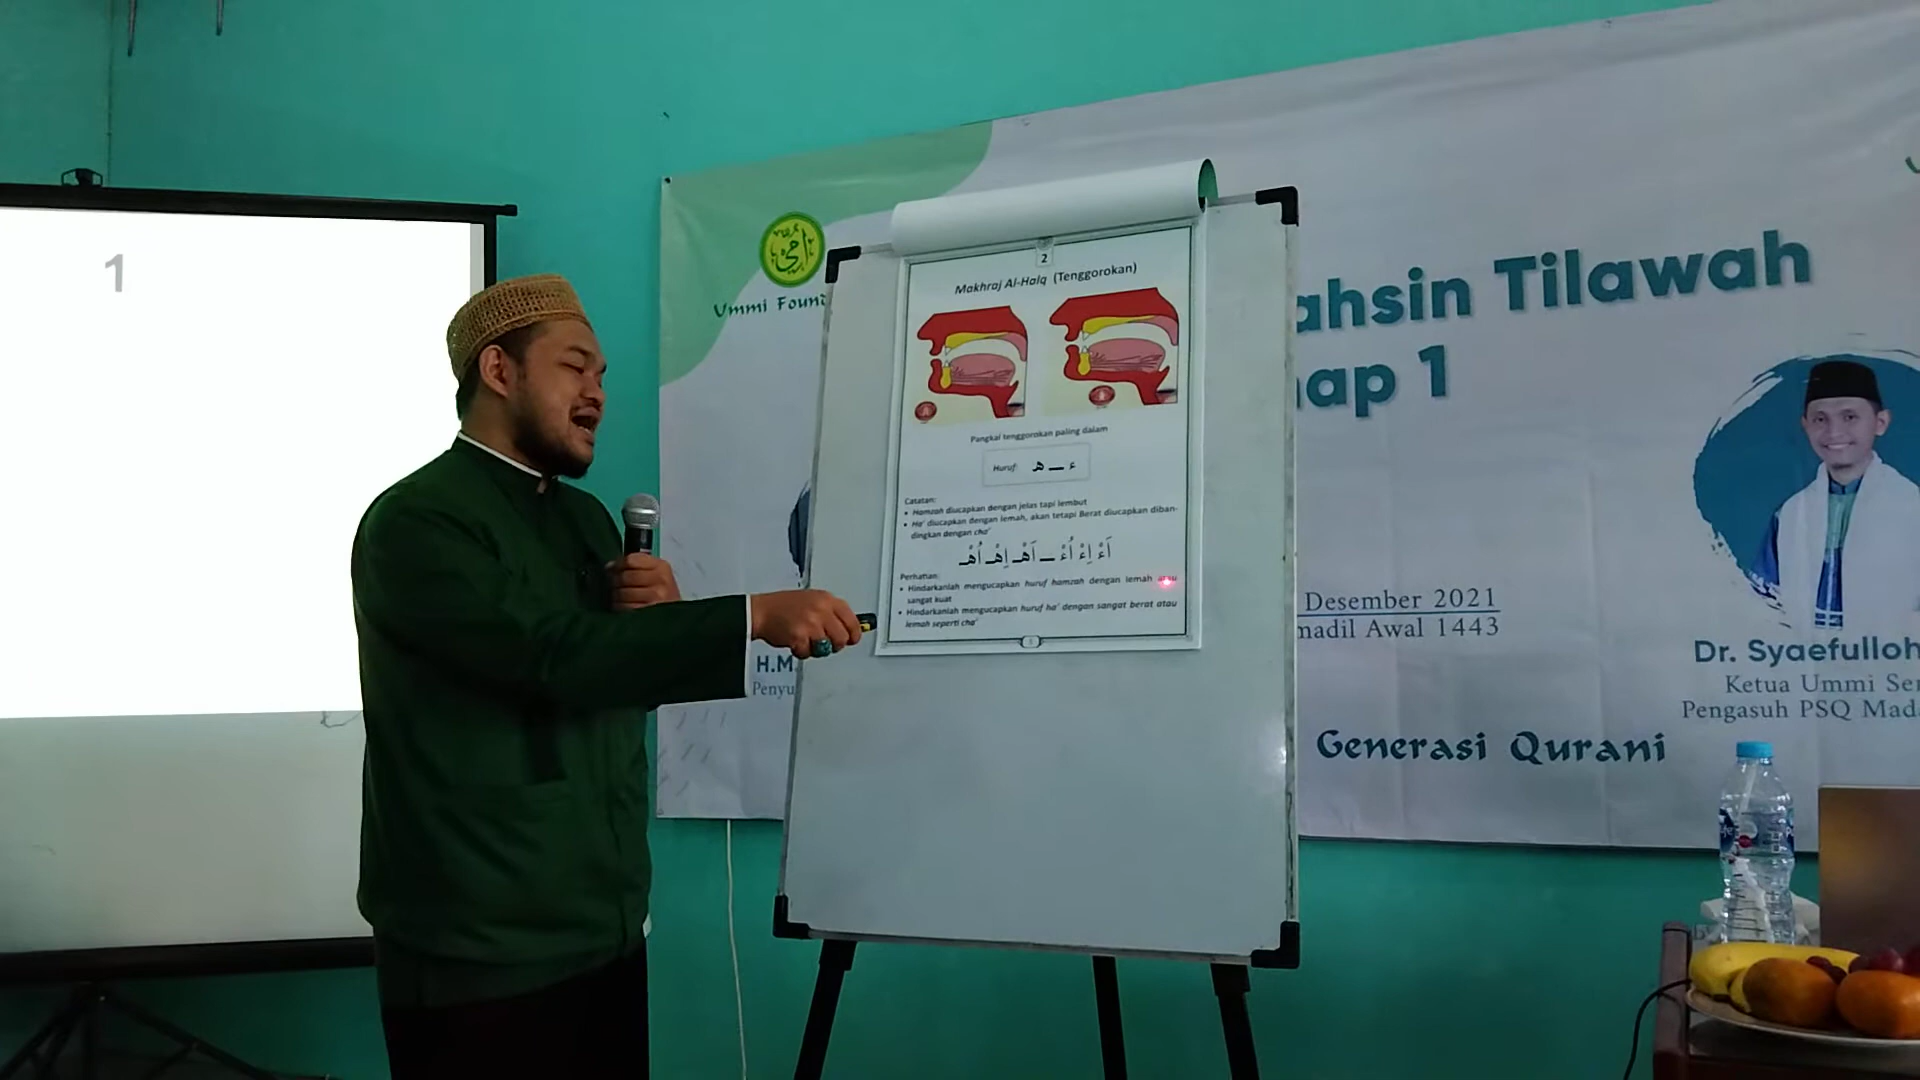 1
امي
Ummi Found
ahsin Tilawah
ap 1
2
Makhraj Al-Halq (Tenggorokan)
Pangkal tenggorokan paling dalam
Huruf: ء — ه
Catatan:
• Hamzah diucapkan dengan jelas tapi lembut
• Ha' diucapkan dengan lemah, akan tetapi Berat diucapkan diban-
dingkan dengan cha'
اَءْ اِءْ اُءْ — اَهْـ اِهْـ اُهْـ
Perhatian:
• Hindarkanlah mengucapkan huruf hamzah dengan lemah atau
sangat kuat
• Hindarkanlah mengucapkan huruf ha' dengan sangat berat atau
lemah seperti cha'
Desember 2021
madil Awal 1443
H.M.
Penyu
Dr. Syaefulloh
Ketua Ummi Se
Pengasuh PSQ Mad
Generasi Qurani